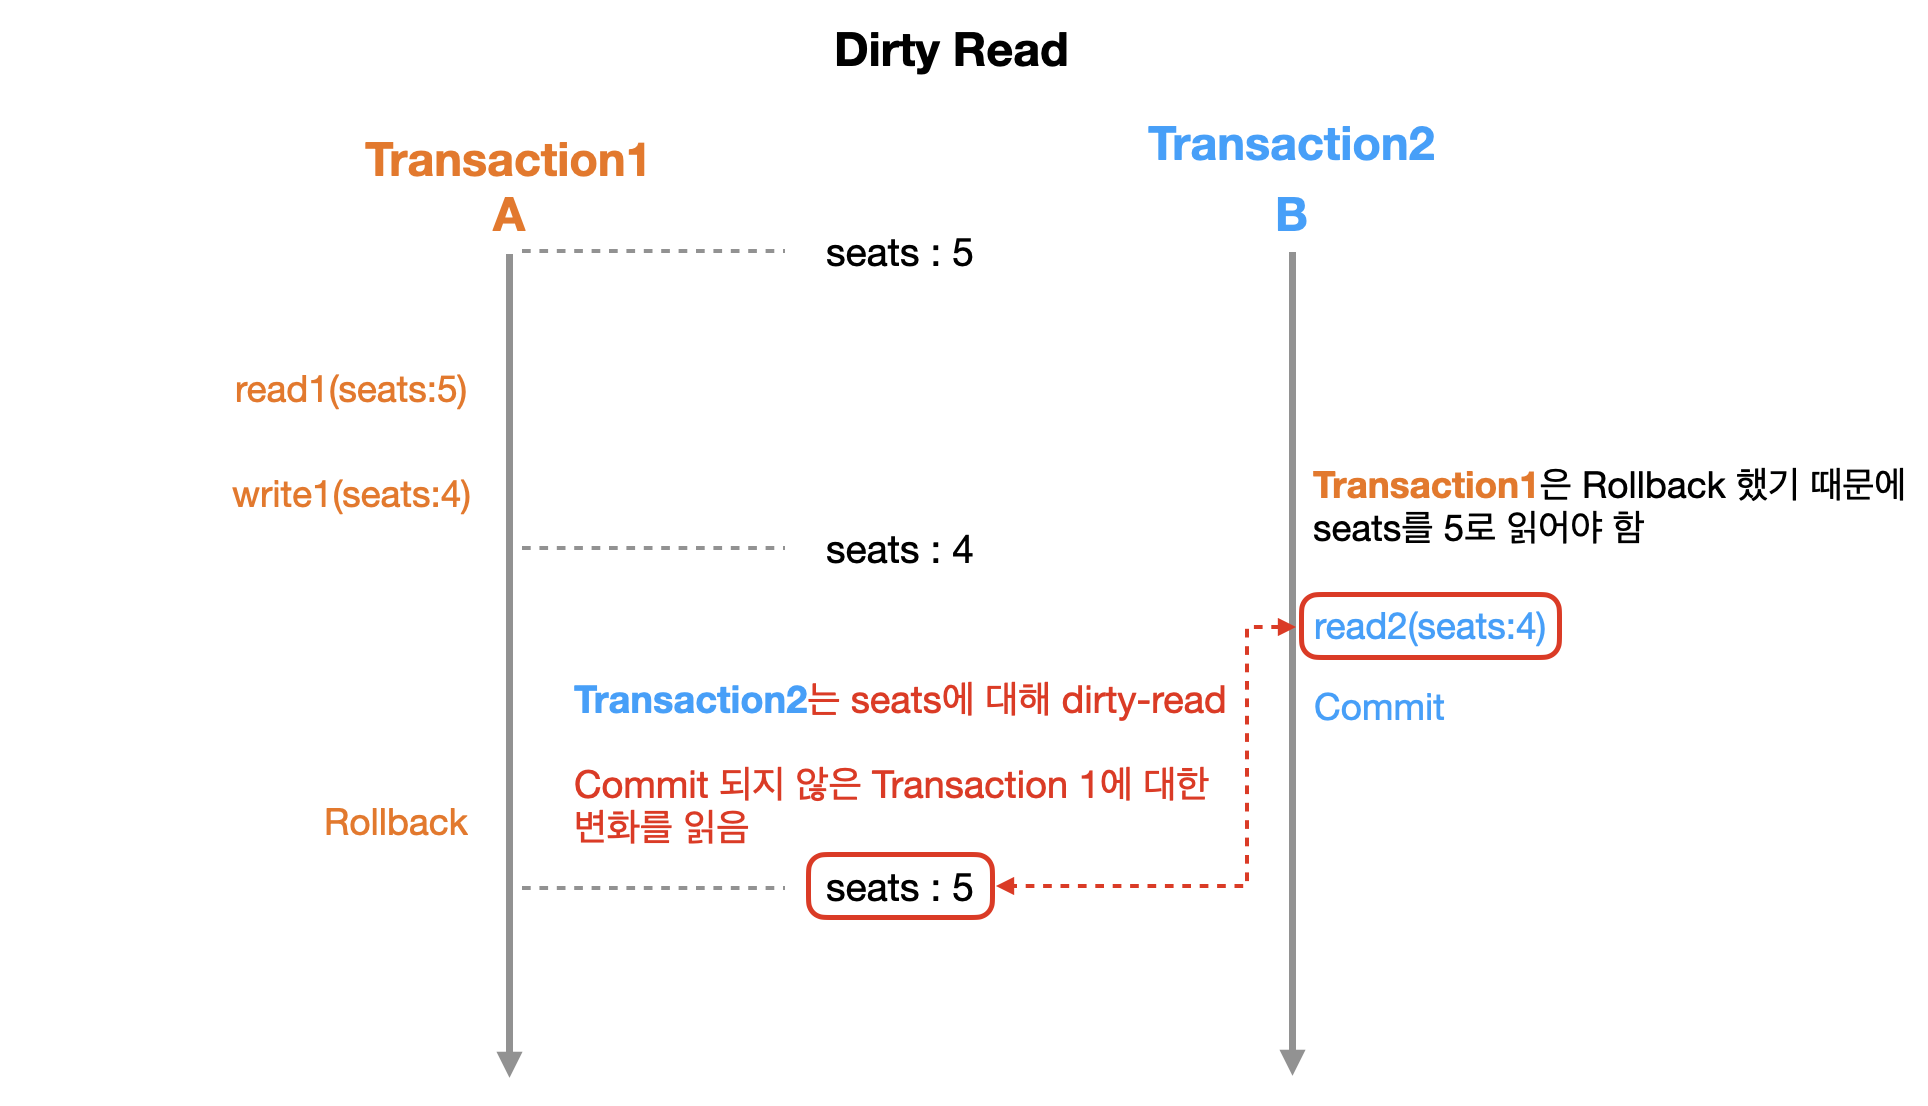 Dirty Read
Transaction1
A
Transaction2
B
seats : 5
read1(seats:5)
write1(seats:4)
seats : 4
Transaction1은 Rollback 했기 때문에
seats를 5로 읽어야 함
read2(seats:4)
Commit
Transaction2는 seats에 대해 dirty-read
Commit 되지 않은 Transaction 1에 대한
변화를 읽음
Rollback
seats : 5